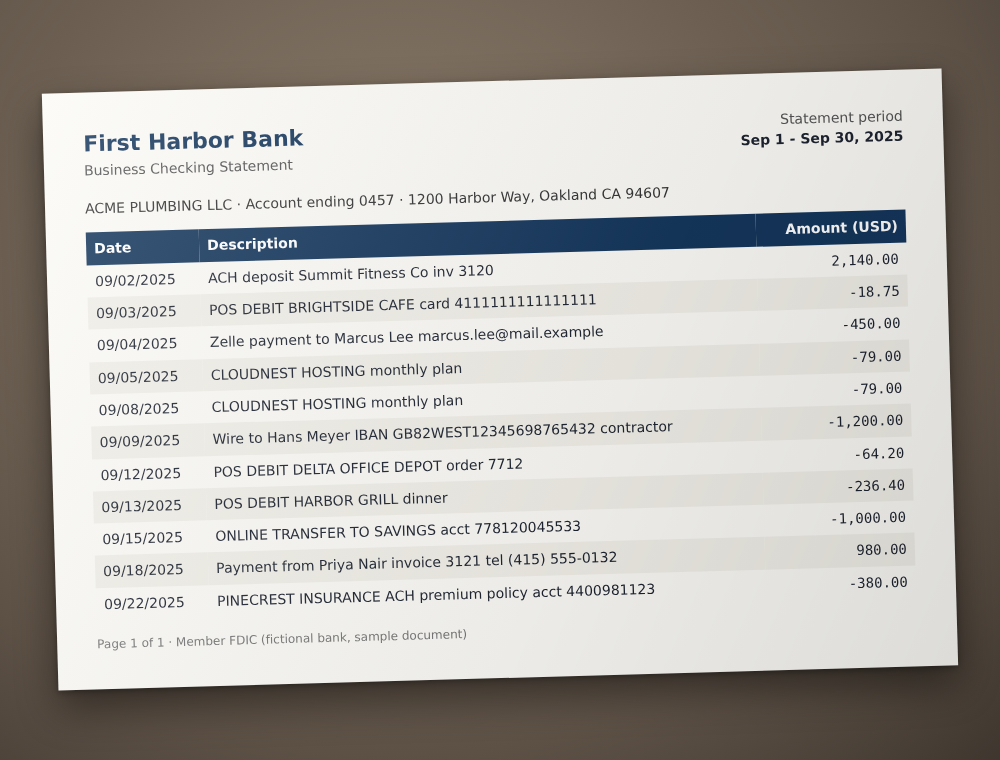 First Harbor Bank
Business Checking Statement
Statement period
Sep 1 - Sep 30, 2025
ACME PLUMBING LLC · Account ending 0457 · 1200 Harbor Way, Oakland CA 94607
Date Description Amount (USD)
09/02/2025 ACH deposit Summit Fitness Co inv 3120 2,140.00
09/03/2025 POS DEBIT BRIGHTSIDE CAFE card 4111111111111111 -18.75
09/04/2025 Zelle payment to Marcus Lee marcus.lee@mail.example -450.00
09/05/2025 CLOUDNEST HOSTING monthly plan -79.00
09/08/2025 CLOUDNEST HOSTING monthly plan -79.00
09/09/2025 Wire to Hans Meyer IBAN GB82WEST12345698765432 contractor -1,200.00
09/12/2025 POS DEBIT DELTA OFFICE DEPOT order 7712 -64.20
09/13/2025 POS DEBIT HARBOR GRILL dinner -236.40
09/15/2025 ONLINE TRANSFER TO SAVINGS acct 778120045533 -1,000.00
09/18/2025 Payment from Priya Nair invoice 3121 tel (415) 555-0132 980.00
09/22/2025 PINECREST INSURANCE ACH premium policy acct 4400981123 -380.00
Page 1 of 1 · Member FDIC (fictional bank, sample document)